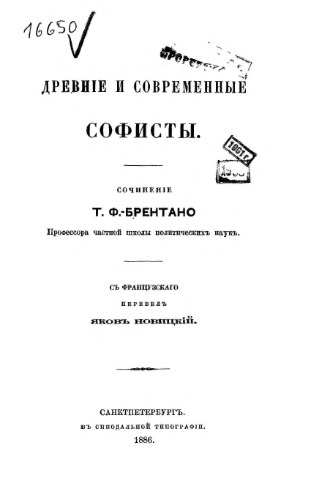 16650
ДРЕВНІЕ И СОВРЕМЕННЫЕ
СОФИСТЫ.
СОЧИНЕНІЕ
Т. Ф.-БРЕНТАНО
Профессора частной школы политическихъ наукъ.
СЪ ФРАНЦУЗСКАГО
ПЕРЕВЕЛЪ
ЯКОВЪ НОВИЦКІЙ.
САНКТПЕТЕРБУРГЪ.
ВЪ СИНОДАЛЬНОЙ ТИПОГРАФІИ.
1886.